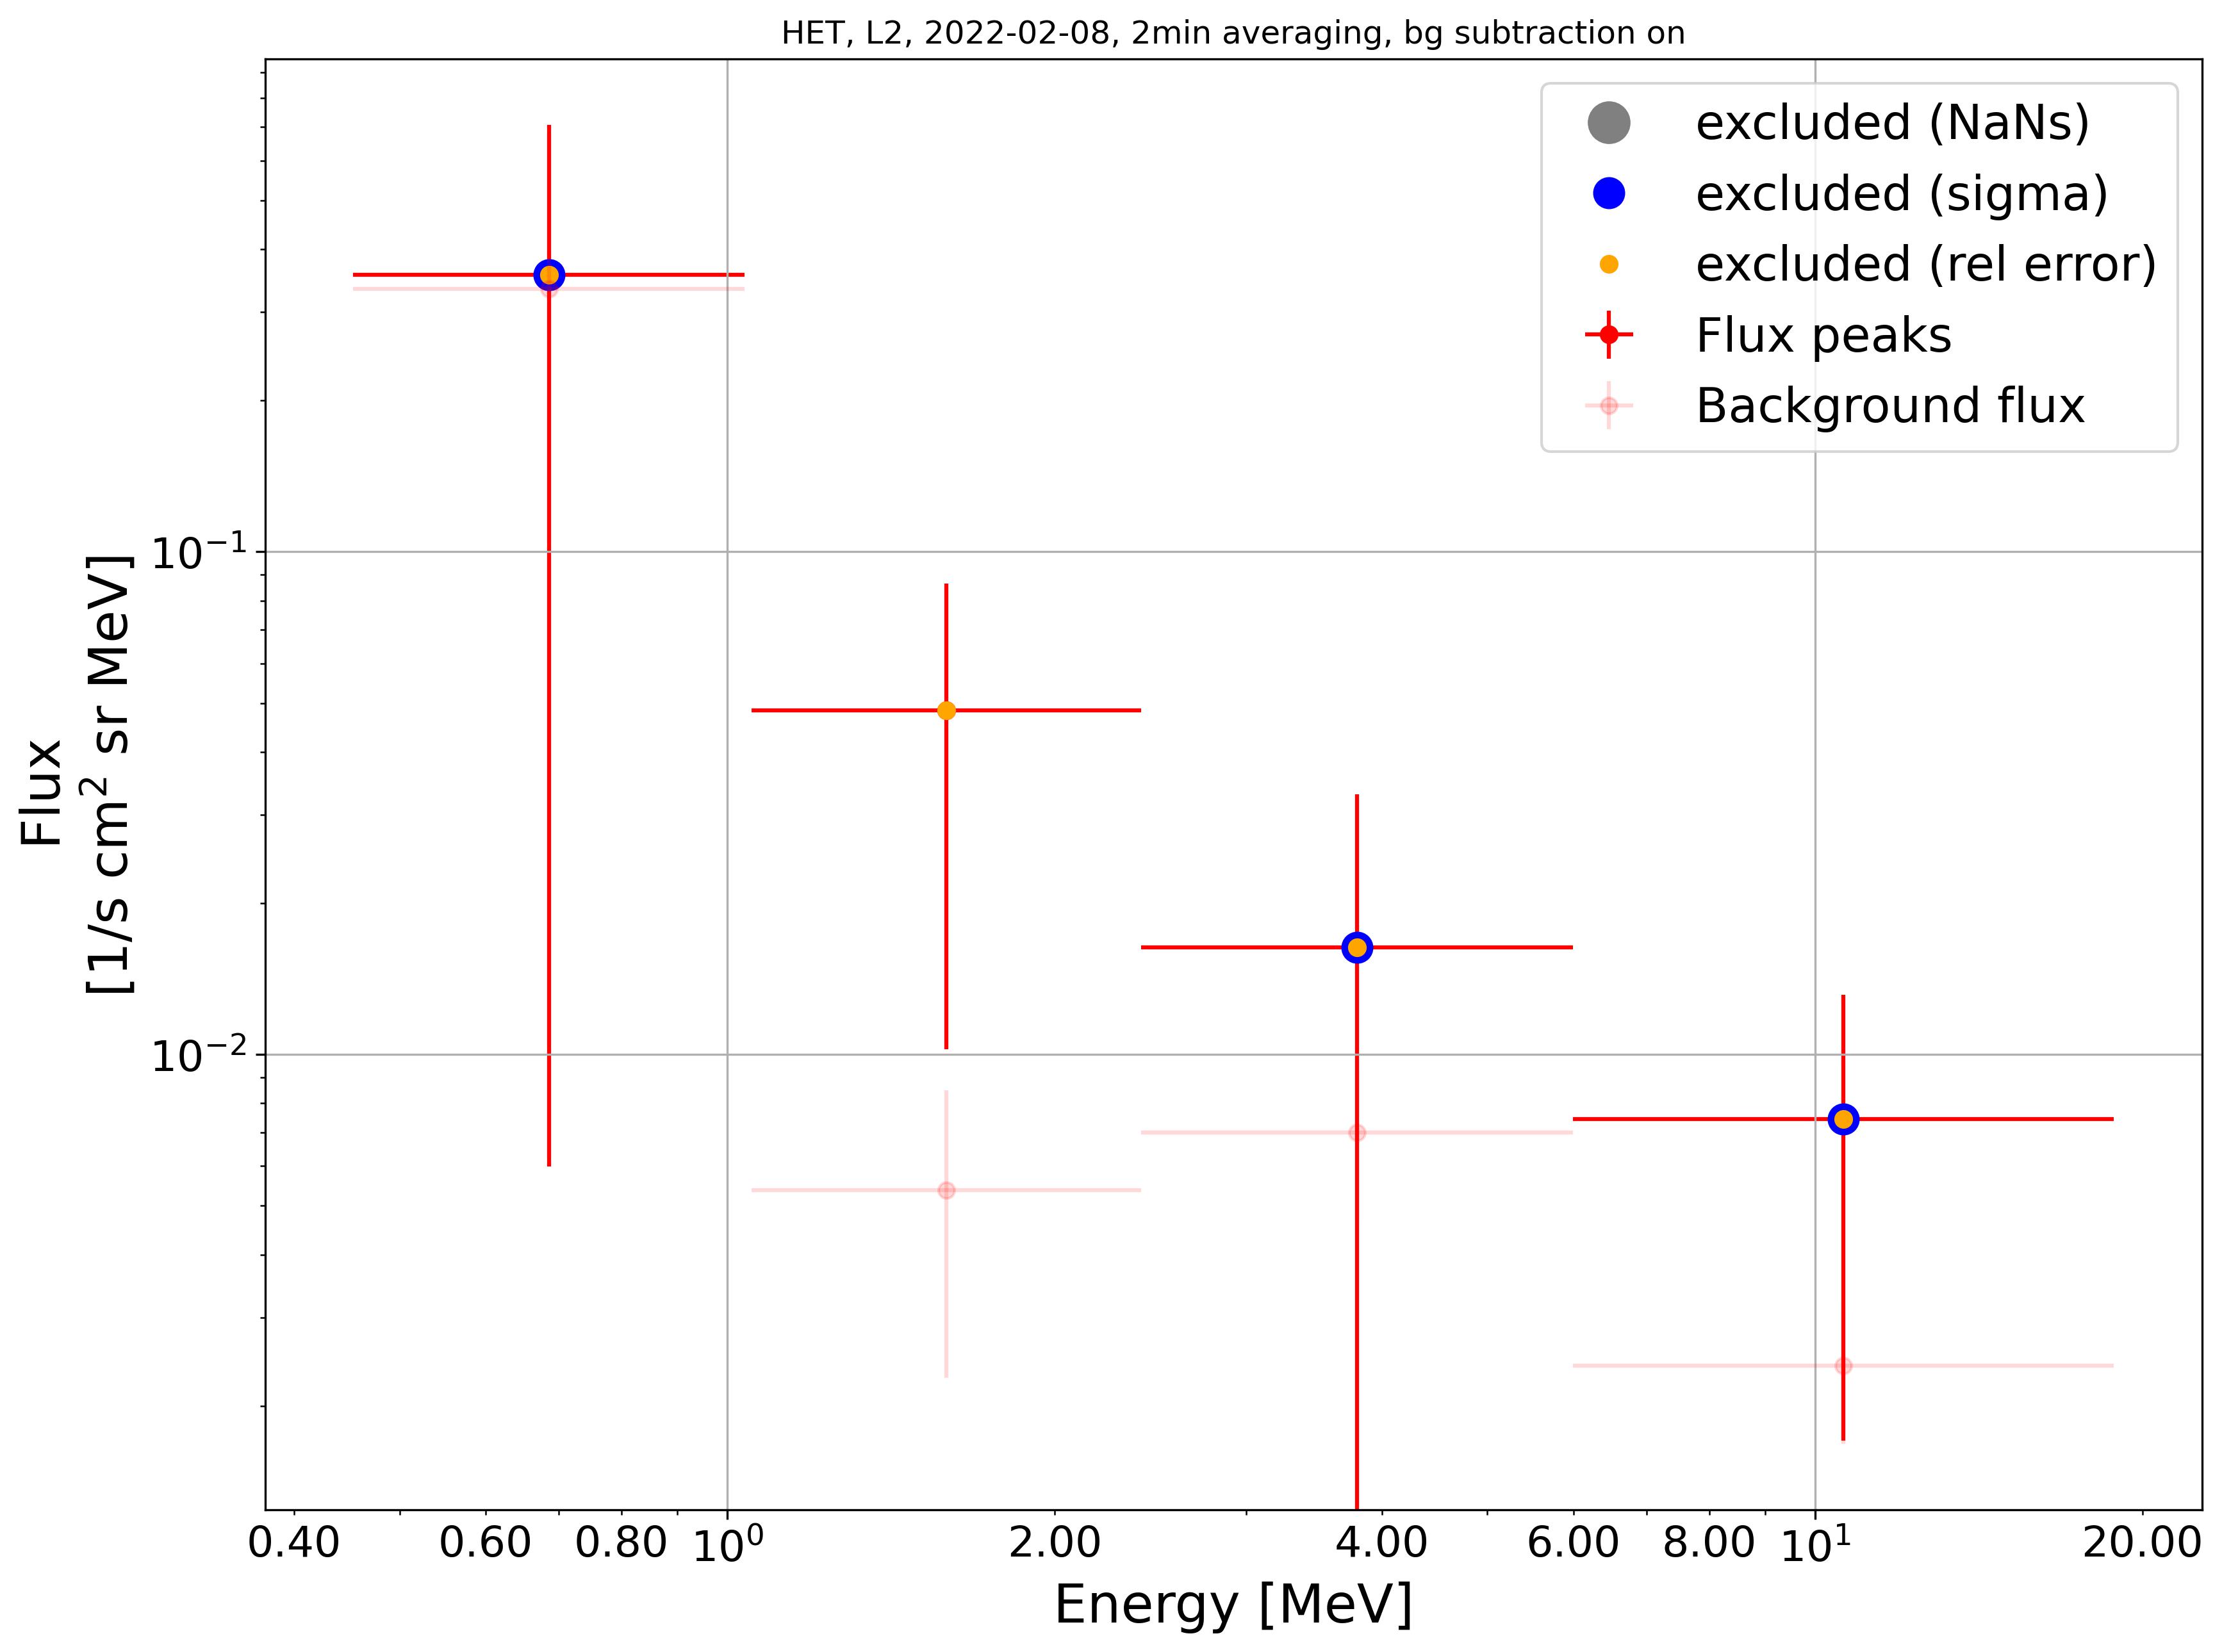 HET, L2, 2022-02-08, 2min averaging, bg subtraction on
excluded (NaNs)
excluded (sigma)
excluded (rel error)
Flux peaks
Background flux
Flux
[1/s cm² sr MeV]
10⁻¹
10⁻²
0.40
0.60
0.80
10⁰
2.00
4.00
6.00
8.00
10¹
20.00
Energy [MeV]